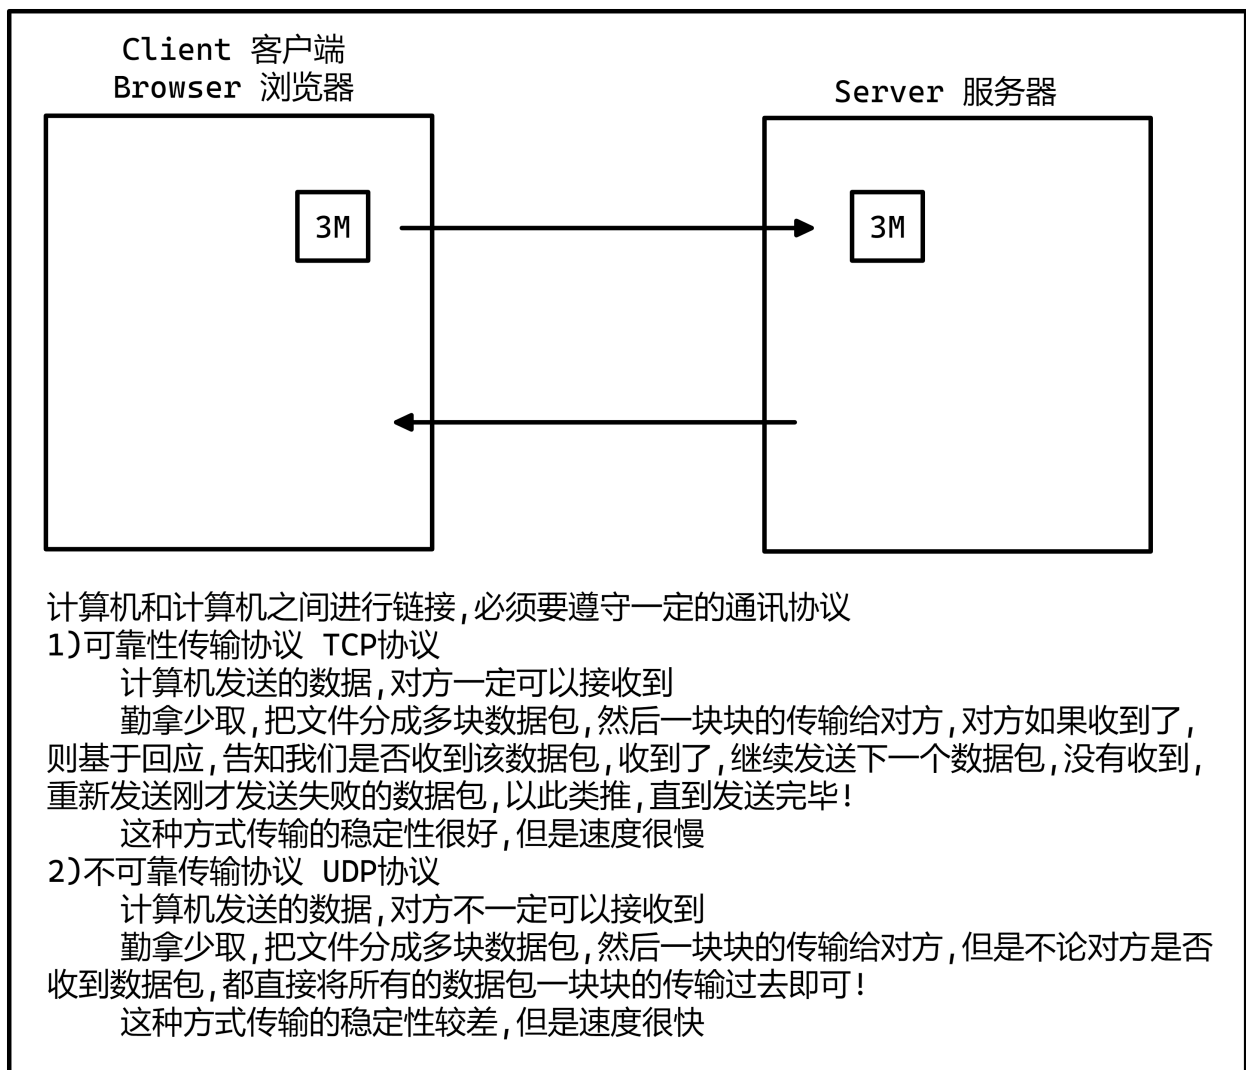 Client 客户端
Browser 浏览器
Server 服务器
3M
3M
计算机和计算机之间进行链接,必须要遵守一定的通讯协议
1)可靠性传输协议 TCP协议
计算机发送的数据,对方一定可以接收到
勤拿少取,把文件分成多块数据包,然后一块块的传输给对方,对方如果收到了,
则基于回应,告知我们是否收到该数据包,收到了,继续发送下一个数据包,没有收到,
重新发送刚才发送失败的数据包,以此类推,直到发送完毕!
这种方式传输的稳定性很好,但是速度很慢
2)不可靠传输协议 UDP协议
计算机发送的数据,对方不一定可以接收到
勤拿少取,把文件分成多块数据包,然后一块块的传输给对方,但是不论对方是否
收到数据包,都直接将所有的数据包一块块的传输过去即可!
这种方式传输的稳定性较差,但是速度很快